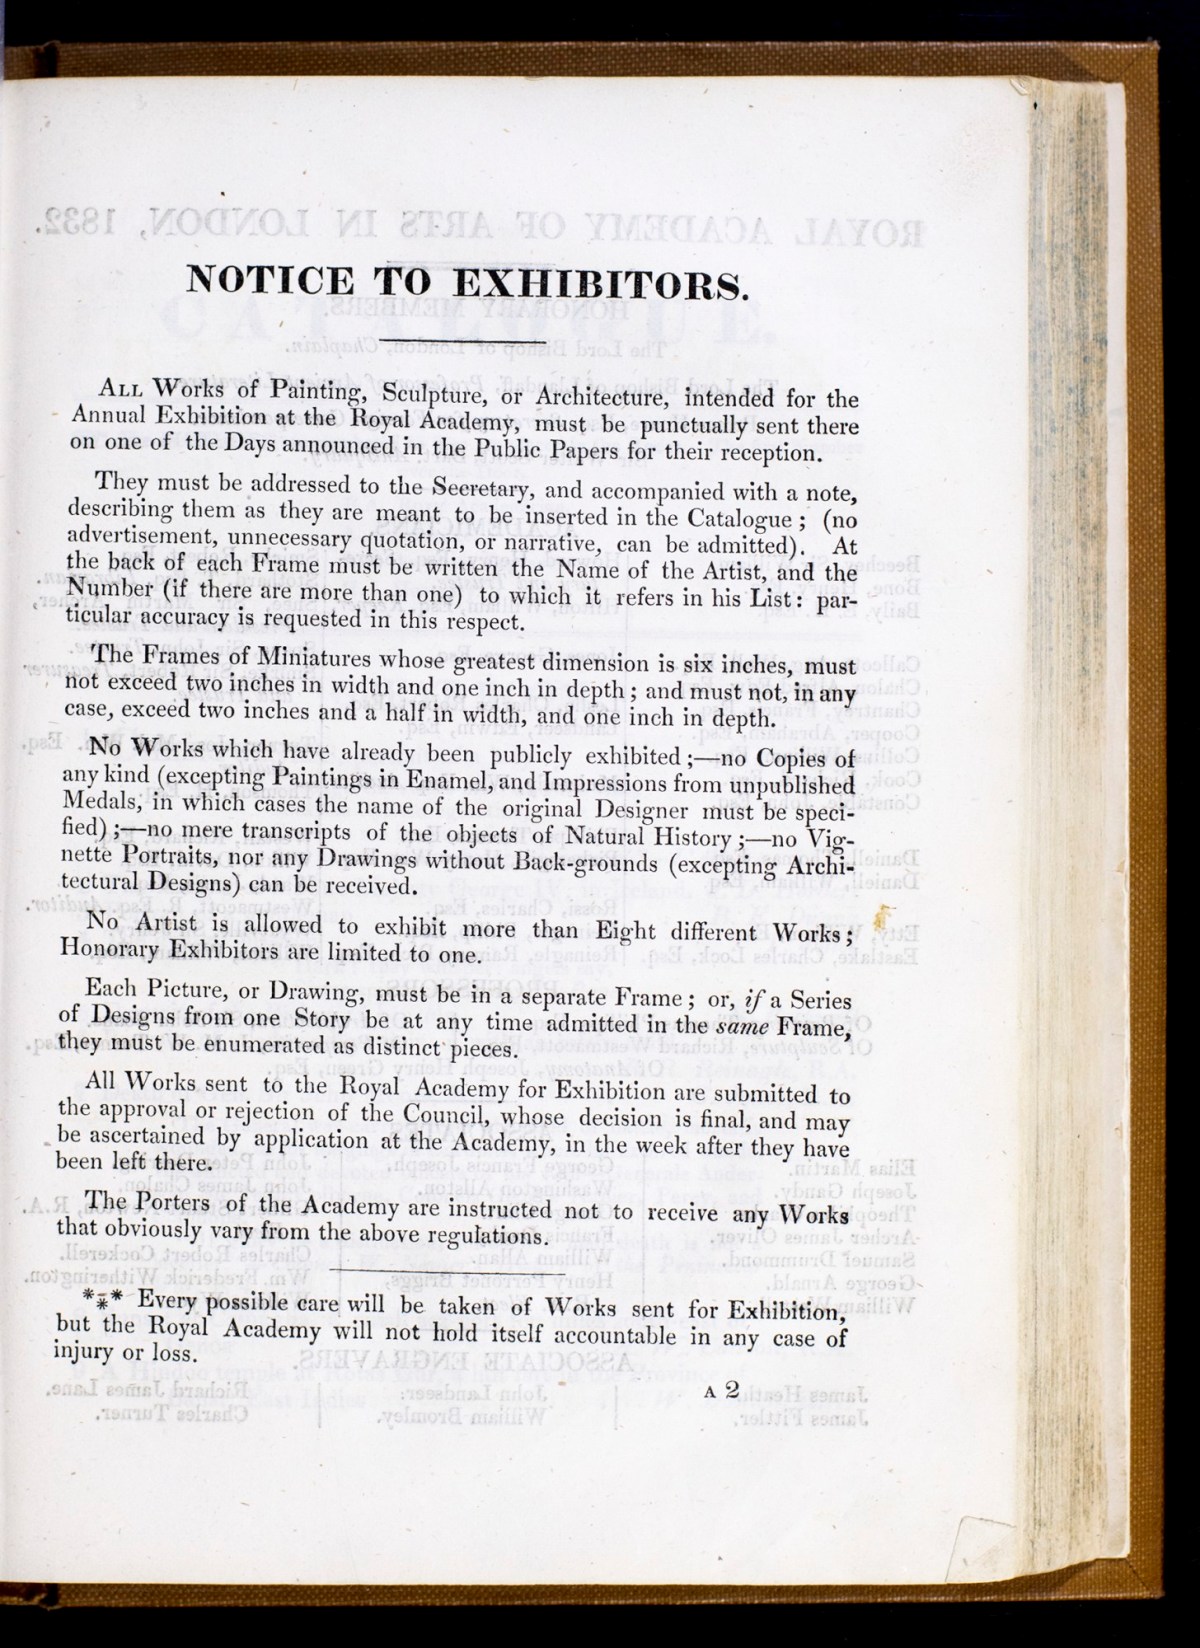 NOTICE TO EXHIBITORS.
ALL Works of Painting, Sculpture, or Architecture, intended for the
Annual Exhibition at the Royal Academy, must be punctually sent there
on one of the Days announced in the Public Papers for their reception.
They must be addressed to the Secretary, and accompanied with a note,
describing them as they are meant to be inserted in the Catalogue; (no
advertisement, unnecessary quotation, or narrative, can be admitted). At
the back of each Frame must be written the Name of the Artist, and the
Number (if there are more than one) to which it refers in his List: par-
ticular accuracy is requested in this respect.
The Frames of Miniatures whose greatest dimension is six inches, must
not exceed two inches in width and one inch in depth; and must not, in any
case, exceed two inches and a half in width, and one inch in depth.
No Works which have already been publicly exhibited;—no Copies of
any kind (excepting Paintings in Enamel, and Impressions from unpublished
Medals, in which cases the name of the original Designer must be speci-
fied);—no mere transcripts of the objects of Natural History;—no Vig-
nette Portraits, nor any Drawings without Back-grounds (excepting Archi-
tectural Designs) can be received.
No Artist is allowed to exhibit more than Eight different Works;
Honorary Exhibitors are limited to one.
Each Picture, or Drawing, must be in a separate Frame; or, if a Series
of Designs from one Story be at any time admitted in the same Frame,
they must be enumerated as distinct pieces.
All Works sent to the Royal Academy for Exhibition are submitted to
the approval or rejection of the Council, whose decision is final, and may
be ascertained by application at the Academy, in the week after they have
been left there.
The Porters of the Academy are instructed not to receive any Works
that obviously vary from the above regulations.
*** Every possible care will be taken of Works sent for Exhibition,
but the Royal Academy will not hold itself accountable in any case of
injury or loss.
A 2